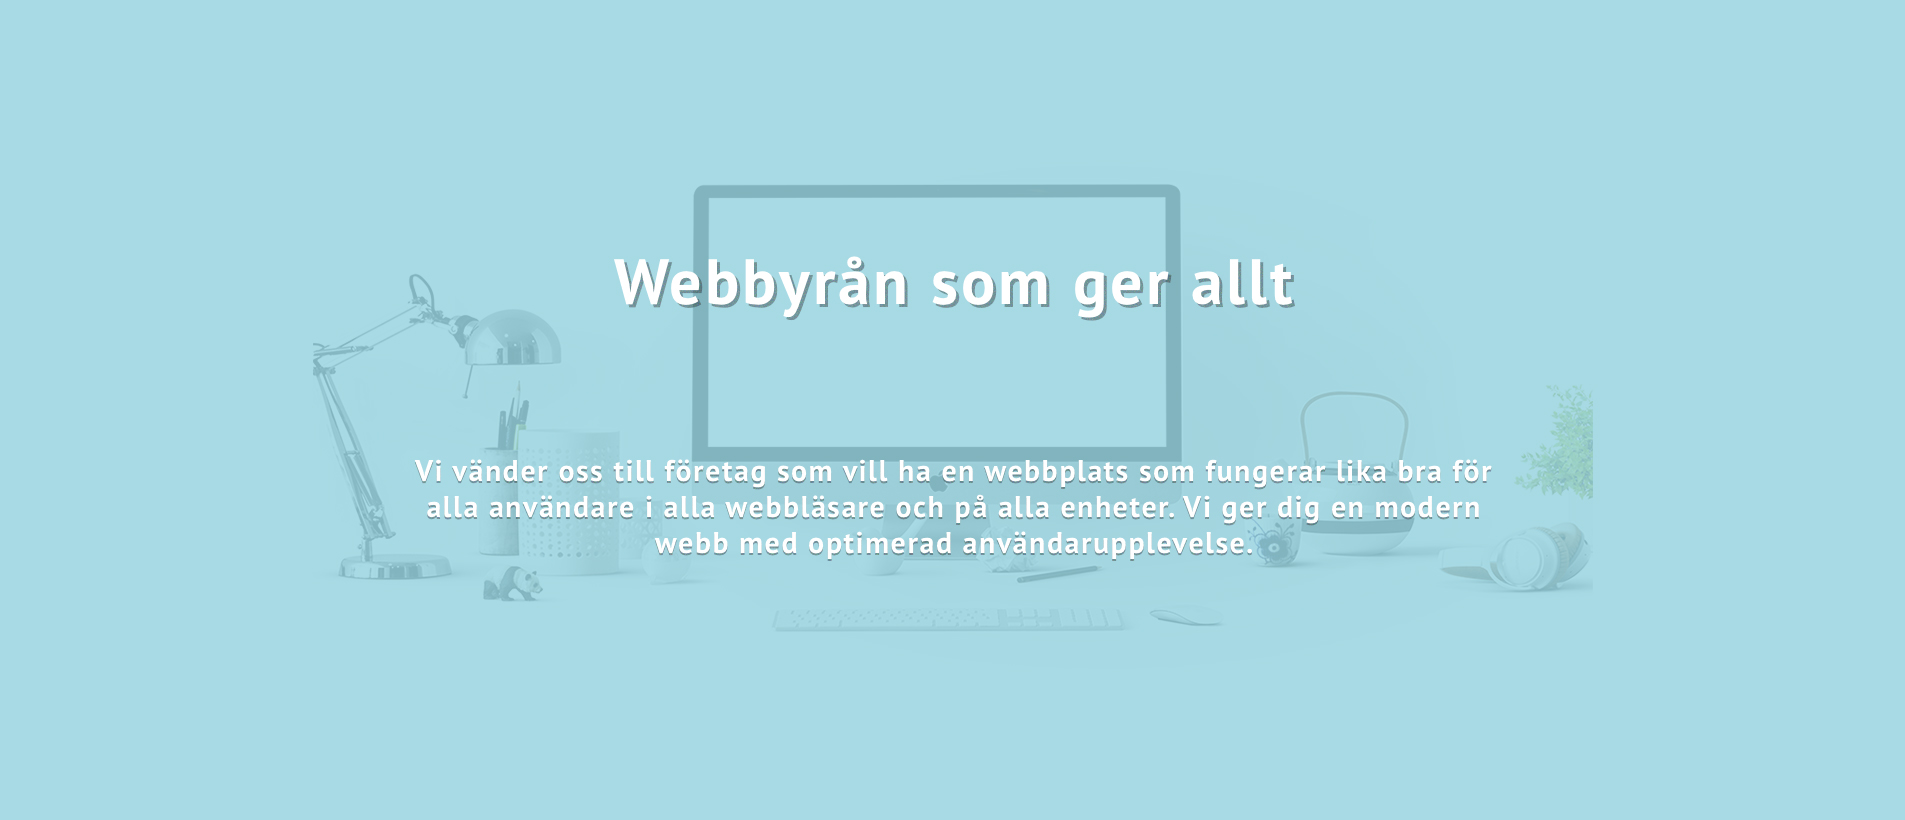 Webbyrån som ger allt
Vi vänder oss till företag som vill ha en webbplats som fungerar lika bra för
alla användare i alla webbläsare och på alla enheter. Vi ger dig en modern
webb med optimerad användarupplevelse.